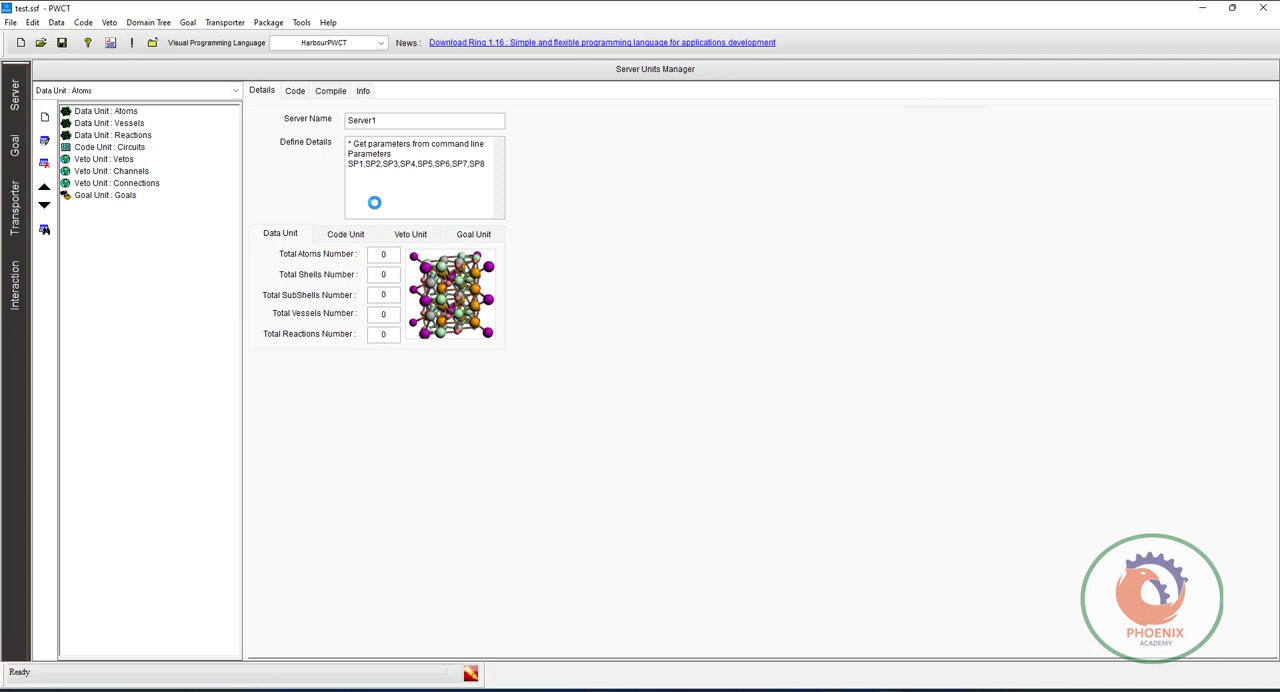 test.ssf - PWCT
File Edit Data Code Veto Domain Tree Goal Transporter Package Tools Help
Visual Programming Language HarbourPWCT News : Download Ring 1.16 : Simple and flexible programming language for applications development
Server Units Manager
Server
Goal
Transporter
Interaction
Data Unit : Atoms
Data Unit : Atoms
Data Unit : Vessels
Data Unit : Reactions
Code Unit : Circuits
Veto Unit : Vetos
Veto Unit : Channels
Veto Unit : Connections
Goal Unit : Goals
Details Code Compile Info
Server Name Server1
Define Details
* Get parameters from command line
Parameters
SP1,SP2,SP3,SP4,SP5,SP6,SP7,SP8
Data Unit Code Unit Veto Unit Goal Unit
Total Atoms Number : 0
Total Shells Number : 0
Total SubShells Number : 0
Total Vessels Number : 0
Total Reactions Number : 0
PHOENIX
ACADEMY
Ready